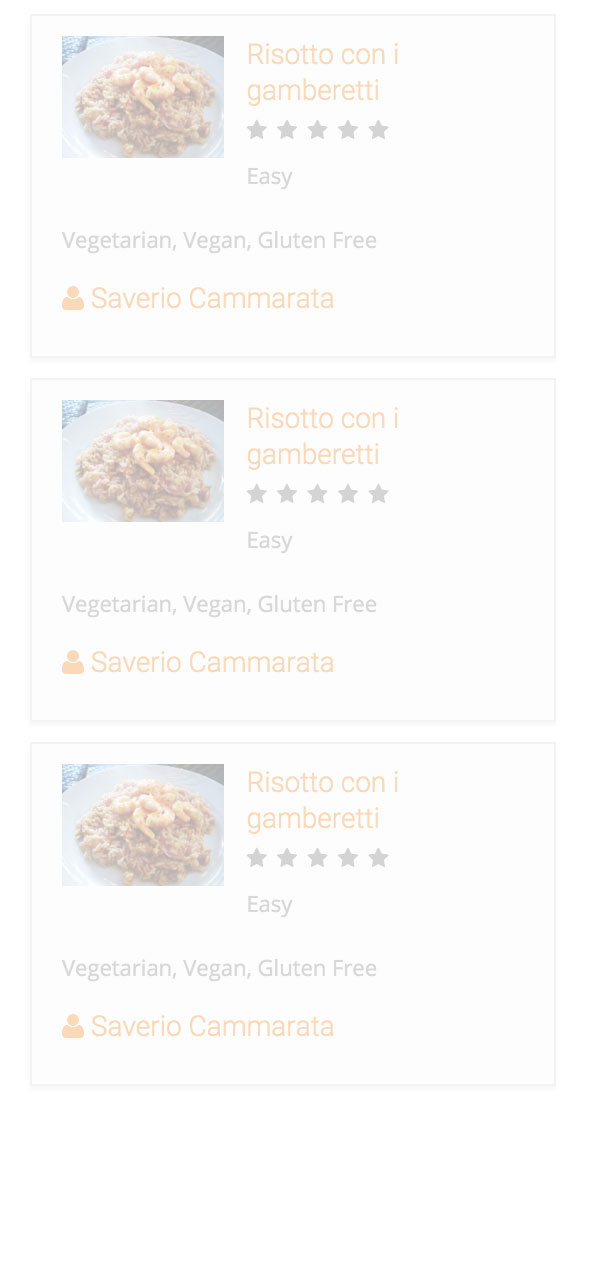 Risotto con i
gamberetti
Easy
Vegetarian, Vegan, Gluten Free
Saverio Cammarata
Risotto con i
gamberetti
Easy
Vegetarian, Vegan, Gluten Free
Saverio Cammarata
Risotto con i
gamberetti
Easy
Vegetarian, Vegan, Gluten Free
Saverio Cammarata